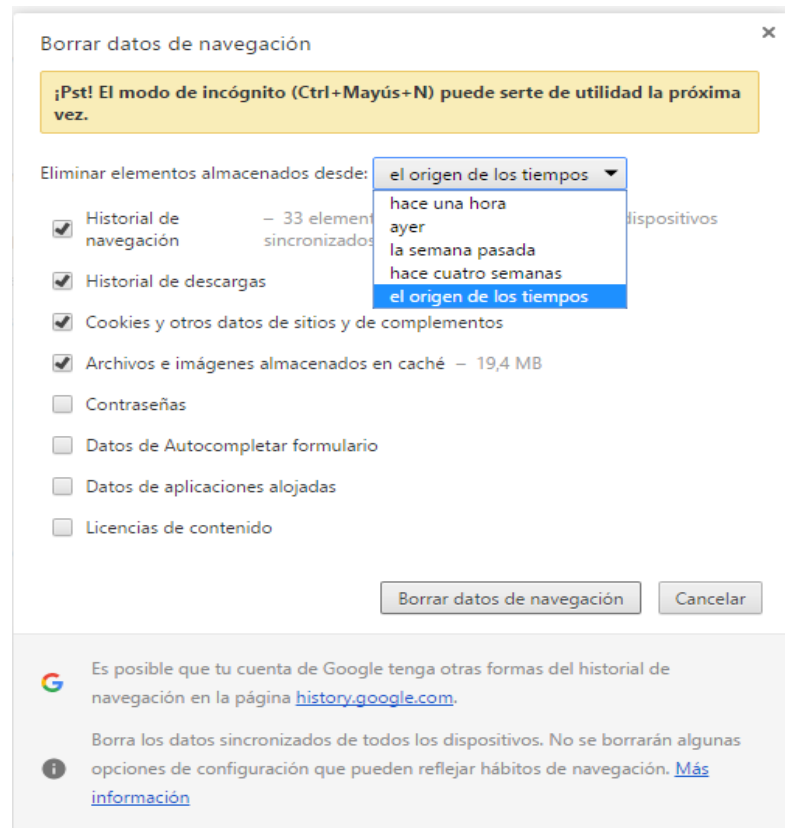 Borrar datos de navegación
×
¡Pst! El modo de incógnito (Ctrl+Mayús+N) puede serte de utilidad la próxima
vez.
Eliminar elementos almacenados desde: el origen de los tiempos
hace una hora
ayer
la semana pasada
hace cuatro semanas
el origen de los tiempos
Historial de – 33 element
navegación sincronizados
Historial de descargas
Cookies y otros datos de sitios y de complementos
Archivos e imágenes almacenados en caché – 19,4 MB
Contraseñas
Datos de Autocompletar formulario
Datos de aplicaciones alojadas
Licencias de contenido
Borrar datos de navegación Cancelar
Es posible que tu cuenta de Google tenga otras formas del historial de
navegación en la página history.google.com.
Borra los datos sincronizados de todos los dispositivos. No se borrarán algunas
opciones de configuración que pueden reflejar hábitos de navegación. Más
información